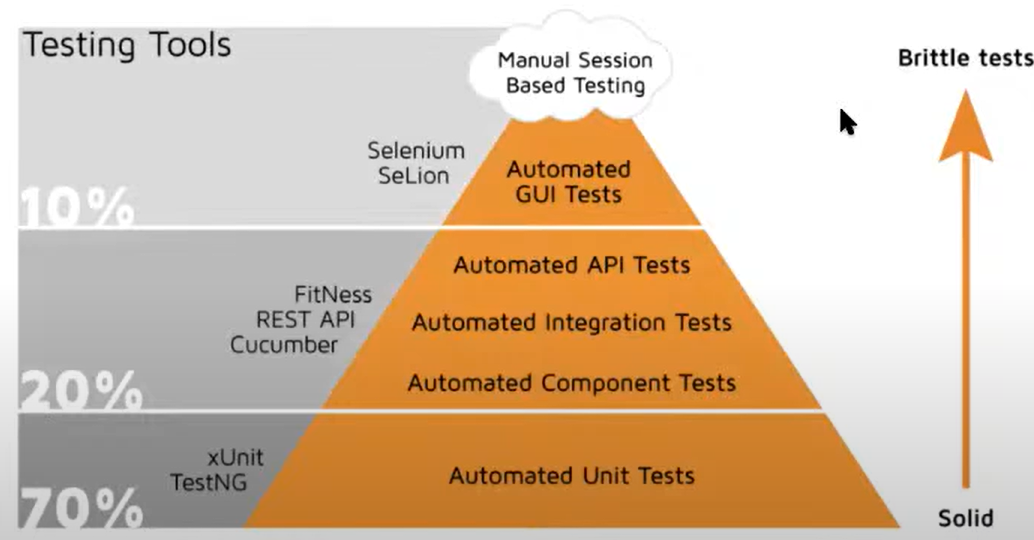 Testing Tools
Manual Session
Based Testing
Brittle tests
Selenium
SeLion
Automated
GUI Tests
10%
Automated API Tests
FitNess
REST API
Cucumber
Automated Integration Tests
Automated Component Tests
20%
xUnit
TestNG
Automated Unit Tests
70%
Solid